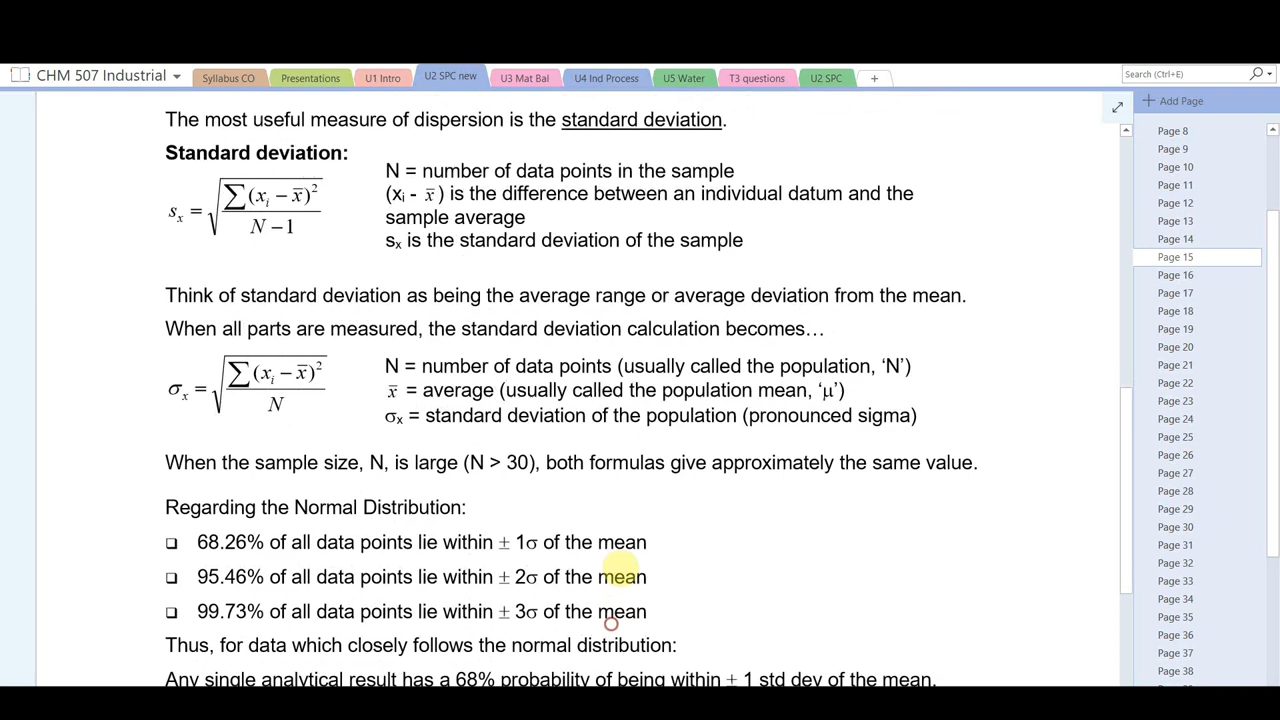 CHM 507 Industrial
Syllabus CO
Presentations
U1 Intro
U2 SPC new
U3 Mat Bal
U4 Ind Process
U5 Water
T3 questions
U2 SPC
+
Search (Ctrl+E)
Add Page
The most useful measure of dispersion is the standard deviation.
Standard deviation:
s_x = √(∑(x_i − x̄)² / (N − 1))
N = number of data points in the sample
(x_i - x̄ ) is the difference between an individual datum and the
sample average
s_x is the standard deviation of the sample
Think of standard deviation as being the average range or average deviation from the mean.
When all parts are measured, the standard deviation calculation becomes…
σ_x = √(∑(x_i − x̄)² / N)
N = number of data points (usually called the population, ‘N’)
x̄ = average (usually called the population mean, ‘μ’)
σ_x = standard deviation of the population (pronounced sigma)
When the sample size, N, is large (N > 30), both formulas give approximately the same value.
Regarding the Normal Distribution:
68.26% of all data points lie within ± 1σ of the mean
95.46% of all data points lie within ± 2σ of the mean
99.73% of all data points lie within ± 3σ of the mean
Thus, for data which closely follows the normal distribution:
Any single analytical result has a 68% probability of being within ± 1 std dev of the mean.
Page 8
Page 9
Page 10
Page 11
Page 12
Page 13
Page 14
Page 15
Page 16
Page 17
Page 18
Page 19
Page 20
Page 21
Page 22
Page 23
Page 24
Page 25
Page 26
Page 27
Page 28
Page 29
Page 30
Page 31
Page 32
Page 33
Page 34
Page 35
Page 36
Page 37
Page 38